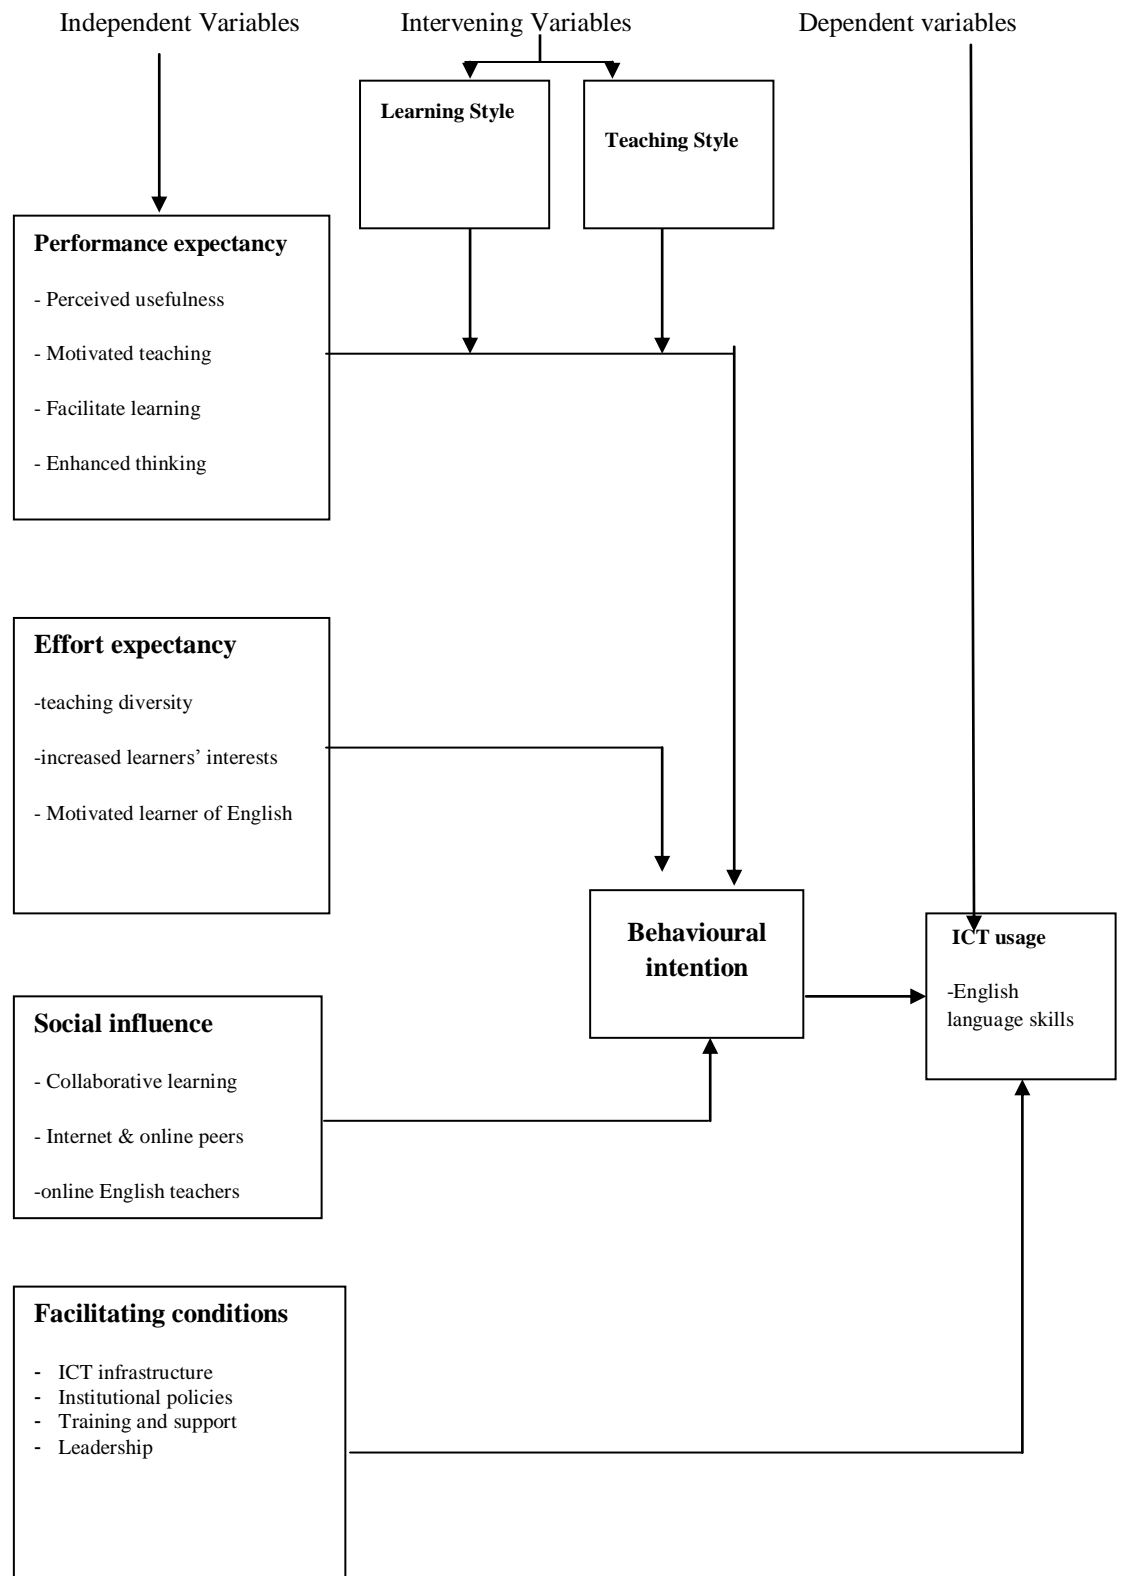 Independent Variables
Intervening Variables
Dependent variables
Learning Style
Teaching Style
Performance expectancy
- Perceived usefulness
- Motivated teaching
- Facilitate learning
- Enhanced thinking
Effort expectancy
-teaching diversity
-increased learners’ interests
- Motivated learner of English
Behavioural
intention
ICT usage
-English
language skills
Social influence
- Collaborative learning
- Internet & online peers
-online English teachers
Facilitating conditions
- ICT infrastructure
- Institutional policies
- Training and support
- Leadership